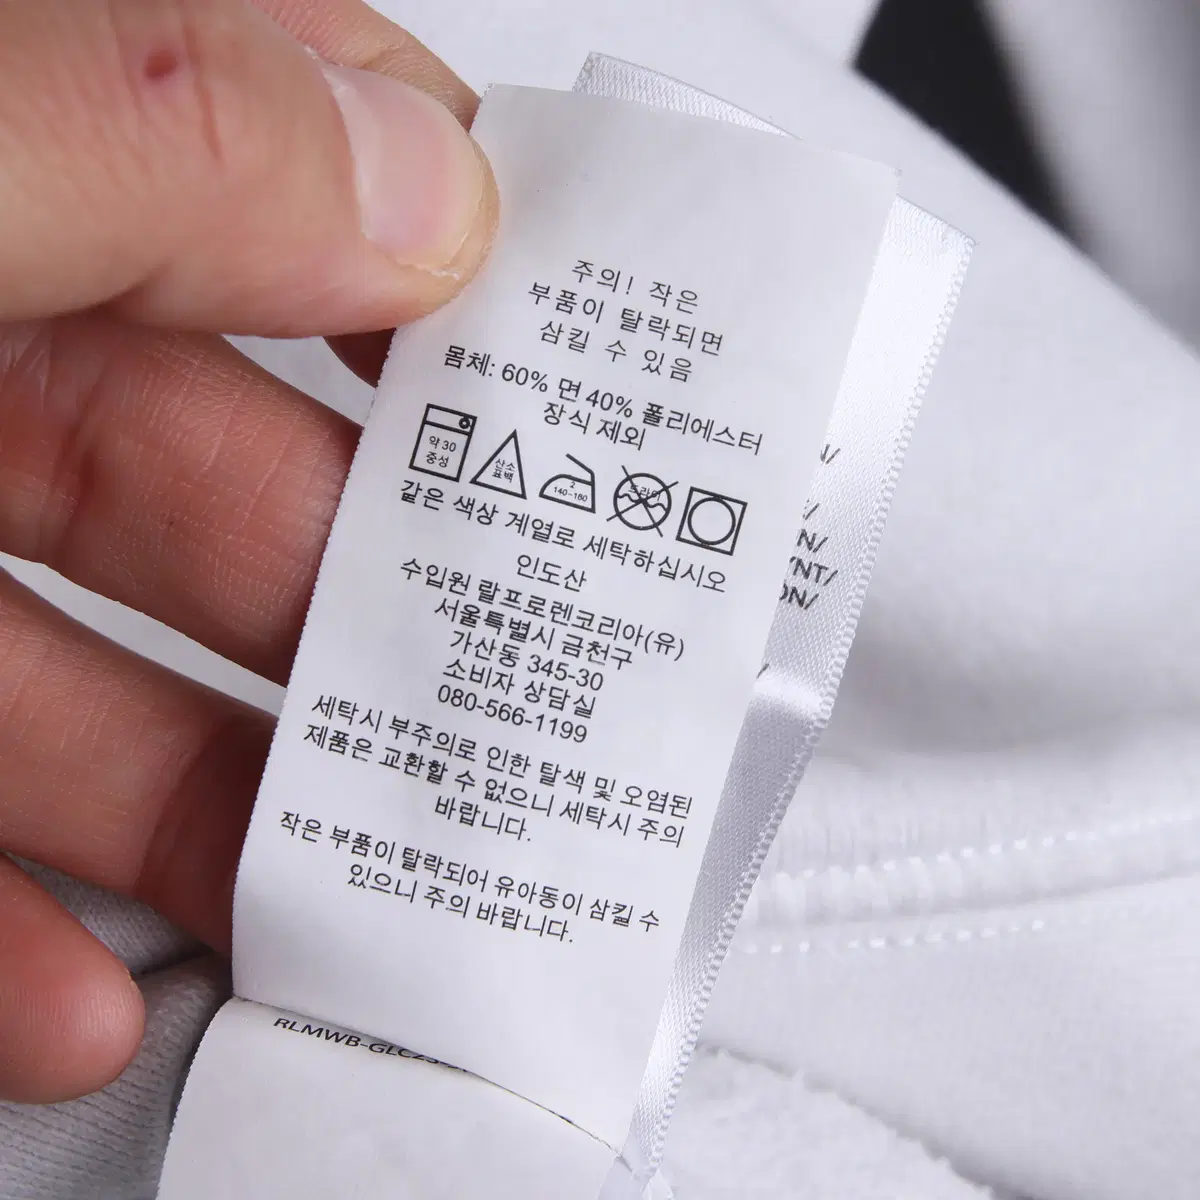 주의! 작은
부품이 탈락되면
삼킬 수 있음
몸체: 60% 면 40% 폴리에스터
장식 제외
약 30
중성
산소
표백
2
140-160
드라이
같은 색상 계열로 세탁하십시오
인도산
수입원 랄프로렌코리아(유)
서울특별시 금천구
가산동 345-30
소비자 상담실
080-566-1199
세탁시 부주의로 인한 탈색 및 오염된
제품은 교환할 수 없으니 세탁시 주의
바랍니다.
작은 부품이 탈락되어 유아동이 삼킬 수
있으니 주의 바랍니다.